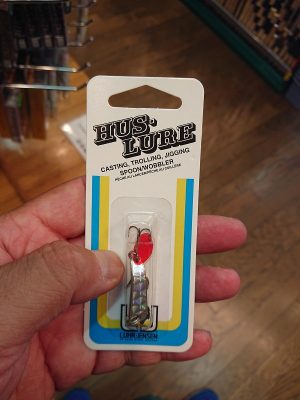 HUS-
LURE
CASTING, TROLLING, JIGGING
SPOON/WOBBLER
LUHR JENSEN